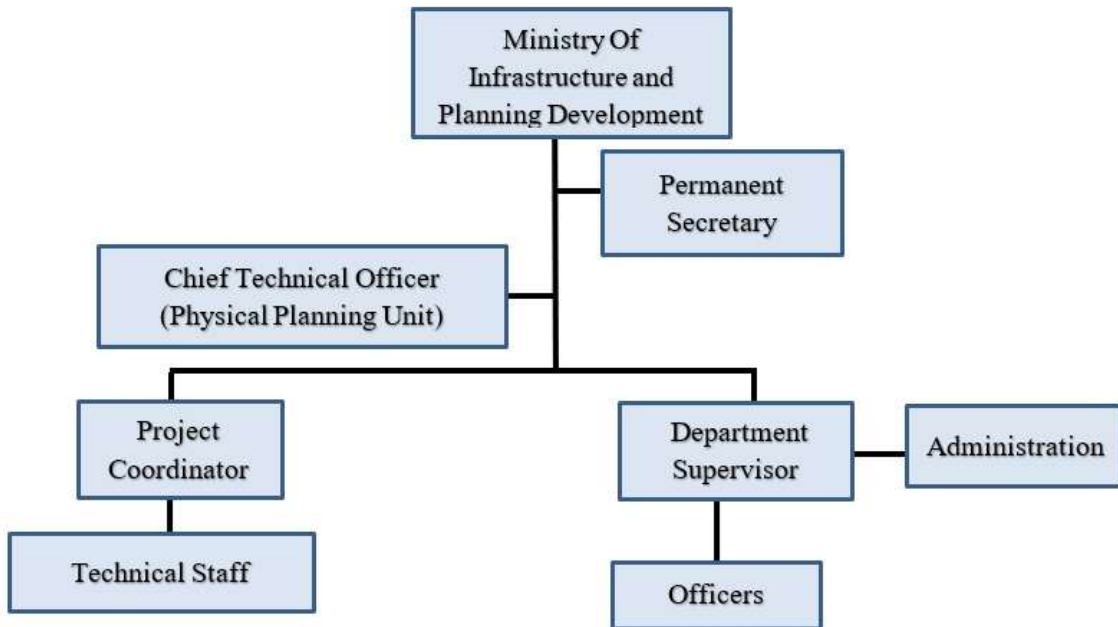 Ministry Of
Infrastructure and
Planning Development
Permanent
Secretary
Chief Technical Officer
(Physical Planning Unit)
Project
Coordinator
Department
Supervisor
Administration
Technical Staff
Officers